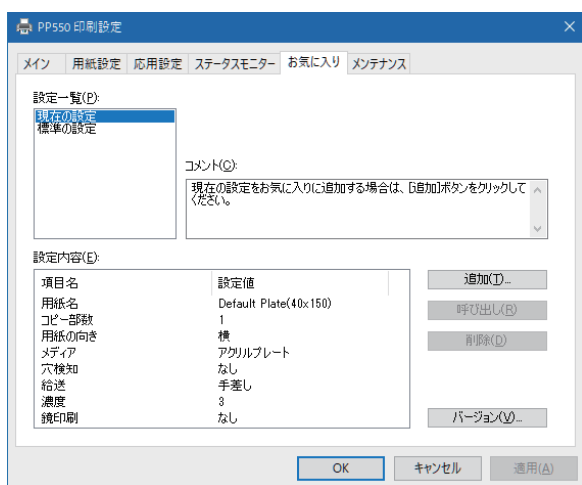 PP550 印刷設定
メイン 用紙設定 応用設定 ステータスモニター お気に入り メンテナンス
設定一覧(P):
現在の設定
標準の設定
コメント(C):
現在の設定をお気に入りに追加する場合は、[追加]ボタンをクリックして
ください。
設定内容(E):
項目名 設定値
用紙名 Default Plate(40x150)
コピー部数 1
用紙の向き 横
メディア アクリルプレート
穴検知 なし
給送 手差し
濃度 3
鏡印刷 なし
追加(T)...
呼び出し(R)
削除(D)
バージョン(V)...
OK キャンセル 適用(A)